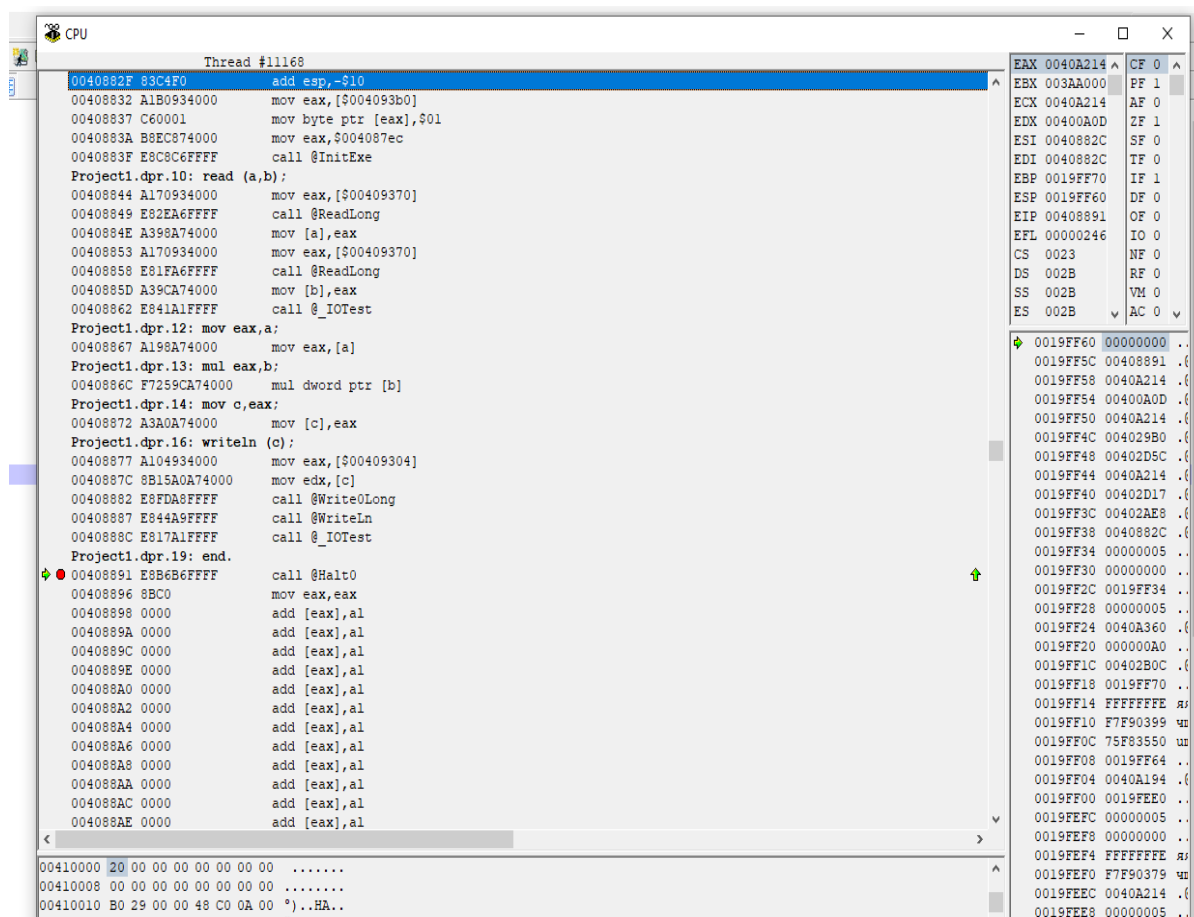 CPU
Thread #11168
0040882F 83C4F0 add esp,-$10
00408832 A1B0934000 mov eax,[$004093b0]
00408837 C60001 mov byte ptr [eax],$01
0040883A B8EC874000 mov eax,$004087ec
0040883F E8C8C6FFFF call @InitExe
Project1.dpr.10: read (a,b);
00408844 A170934000 mov eax,[$00409370]
00408849 E82EA6FFFF call @ReadLong
0040884E A398A74000 mov [a],eax
00408853 A170934000 mov eax,[$00409370]
00408858 E81FA6FFFF call @ReadLong
0040885D A39CA74000 mov [b],eax
00408862 E841A1FFFF call @_IOTest
Project1.dpr.12: mov eax,a;
00408867 A198A74000 mov eax,[a]
Project1.dpr.13: mul eax,b;
0040886C F7259CA74000 mul dword ptr [b]
Project1.dpr.14: mov c,eax;
00408872 A3A0A74000 mov [c],eax
Project1.dpr.16: writeln (c);
00408877 A104934000 mov eax,[$00409304]
0040887C 8B15A0A74000 mov edx,[c]
00408882 E8FDA8FFFF call @Write0Long
00408887 E844A9FFFF call @WriteLn
0040888C E817A1FFFF call @_IOTest
Project1.dpr.19: end.
00408891 E8B6B6FFFF call @Halt0
00408896 8BC0 mov eax,eax
00408898 0000 add [eax],al
0040889A 0000 add [eax],al
0040889C 0000 add [eax],al
0040889E 0000 add [eax],al
004088A0 0000 add [eax],al
004088A2 0000 add [eax],al
004088A4 0000 add [eax],al
004088A6 0000 add [eax],al
004088A8 0000 add [eax],al
004088AA 0000 add [eax],al
004088AC 0000 add [eax],al
004088AE 0000 add [eax],al
EAX 0040A214 CF 0
EBX 003AA000 PF 1
ECX 0040A214 AF 0
EDX 00400A0D ZF 1
ESI 0040882C SF 0
EDI 0040882C TF 0
EBP 0019FF70 IF 1
ESP 0019FF60 DF 0
EIP 00408891 OF 0
EFL 00000246 IO 0
CS 0023 NF 0
DS 002B RF 0
SS 002B VM 0
ES 002B AC 0
0019FF60 00000000 ..
0019FF5C 00408891 .
0019FF58 0040A214 .
0019FF54 00400A0D .
0019FF50 0040A214 .
0019FF4C 004029B0 .
0019FF48 00402D5C .
0019FF44 0040A214 .
0019FF40 00402D17 .
0019FF3C 00402AE8 .
0019FF38 0040882C .
0019FF34 00000005 ..
0019FF30 00000000 ..
0019FF2C 0019FF34 ..
0019FF28 00000005 ..
0019FF24 0040A360 .
0019FF20 000000A0 ..
0019FF1C 00402B0C .
0019FF18 0019FF70 ..
0019FF14 FFFFFFFE я
0019FF10 F7F90399 ч
0019FF0C 75F83550 u
0019FF08 0019FF64 ..
0019FF04 0040A194 .
0019FF00 0019FEE0 ..
0019FEFC 00000005 ..
0019FEF8 00000000 ..
0019FEF4 FFFFFFFE я
0019FEF0 F7F90379 ч
0019FEEC 0040A214 .
0019FEE8 00000005 ..
00410000 20 00 00 00 00 00 00 00 .......
00410008 00 00 00 00 00 00 00 00 ........
00410010 B0 29 00 00 48 C0 0A 00 °)..HA..